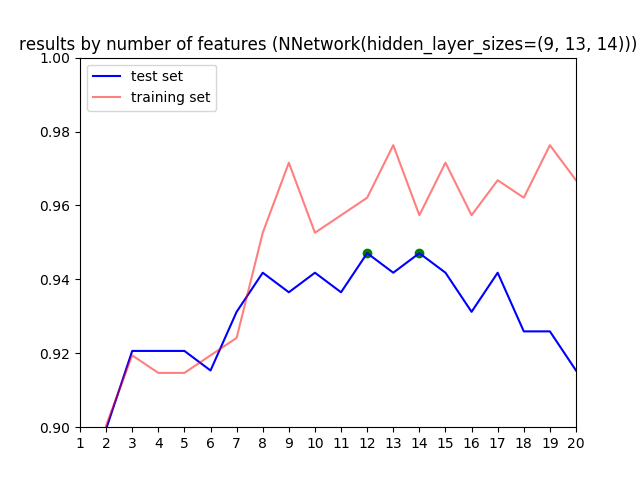 results by number of features (NNetwork(hidden_layer_sizes=(9, 13, 14)))
1.00
test set
training set
0.98
0.96
0.94
0.92
0.90
1 2 3 4 5 6 7 8 9 10 11 12 13 14 15 16 17 18 19 20